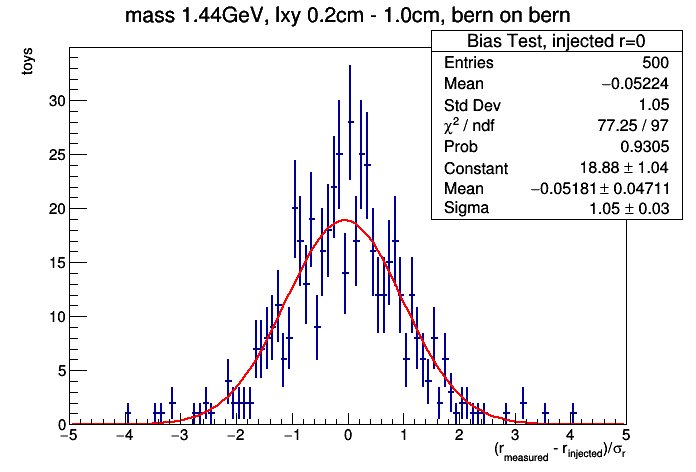 mass 1.44GeV, lxy 0.2cm - 1.0cm, bern on bern
toys
Bias Test, injected r=0
Entries 500
Mean −0.05224
Std Dev 1.05
χ² / ndf 77.25 / 97
Prob 0.9305
Constant 18.88 ± 1.04
Mean −0.05181 ± 0.04711
Sigma 1.05 ± 0.03
30
25
20
15
10
5
0
−5 −4 −3 −2 −1 0 1 2 3 4 5
(r_measured - r_injected)/σ_r